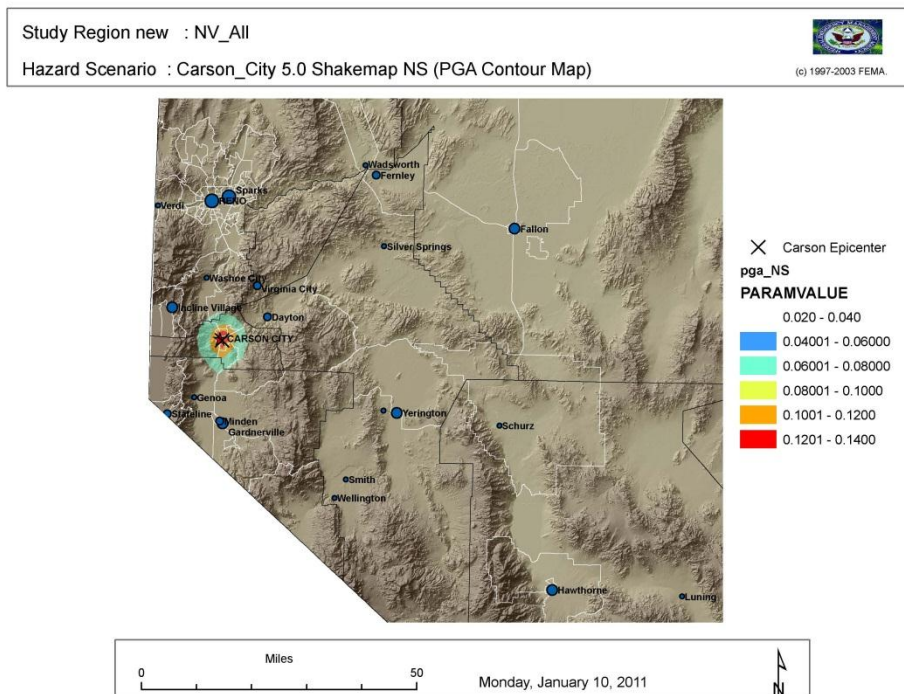 Study Region new : NV_All
Hazard Scenario : Carson_City 5.0 Shakemap NS (PGA Contour Map)
(c) 1997-2003 FEMA.
Wadsworth
Fernley
Sparks
RENO
Verdi
Fallon
Silver Springs
Washoe City
Virginia City
Incline Village
Dayton
CARSON CITY
Genoa
Stateline
Minden
Gardnerville
Yerington
Schurz
Smith
Wellington
Hawthorne
Luning
Carson Epicenter
pga_NS
PARAMVALUE
0.020 - 0.040
0.04001 - 0.06000
0.06001 - 0.08000
0.08001 - 0.1000
0.1001 - 0.1200
0.1201 - 0.1400
Miles
0 50
Monday, January 10, 2011
N